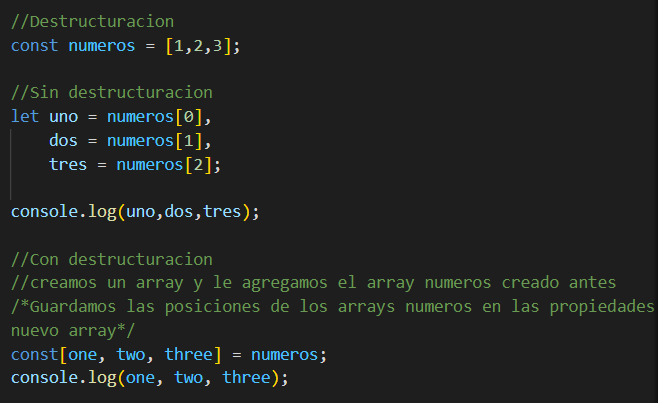 //Destructuracion
const numeros = [1,2,3];
//Sin destructuracion
let uno = numeros[0],
dos = numeros[1],
tres = numeros[2];
console.log(uno,dos,tres);
//Con destructuracion
//creamos un array y le agregamos el array numeros creado antes
/*Guardamos las posiciones de los arrays numeros en las propiedades
nuevo array*/
const[one, two, three] = numeros;
console.log(one, two, three);